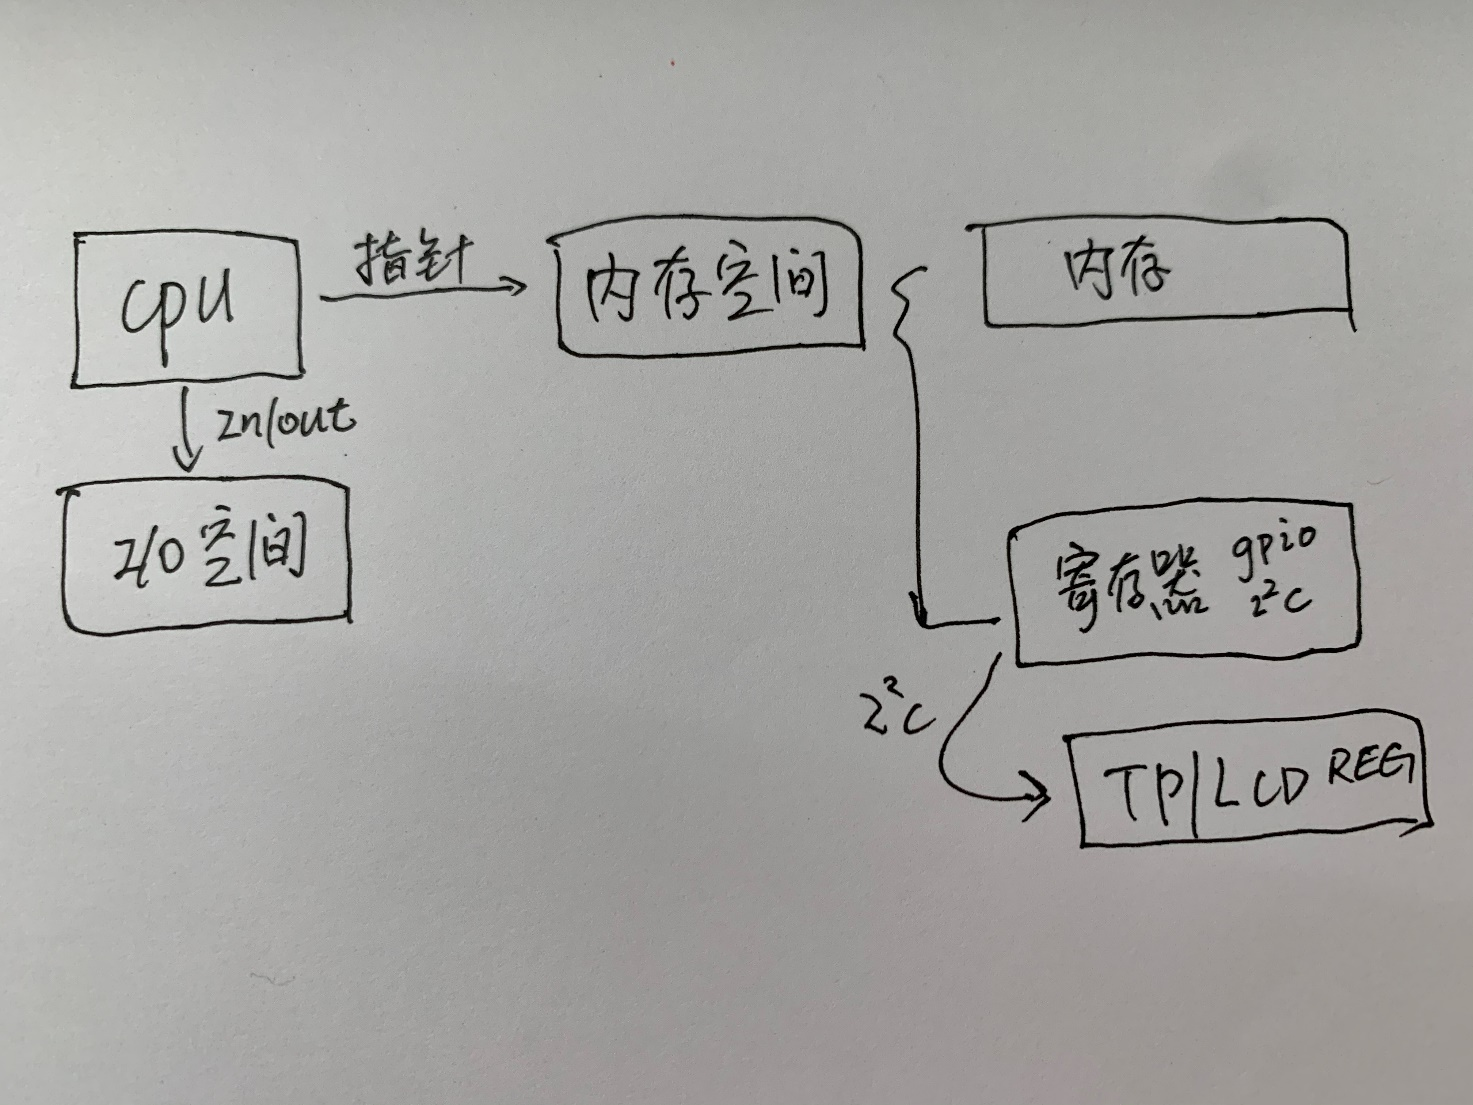 cpu
指针
内存空间
内存
In/out
I/O空间
寄存器 gpio
I²C
I²C
TP/LCD REG